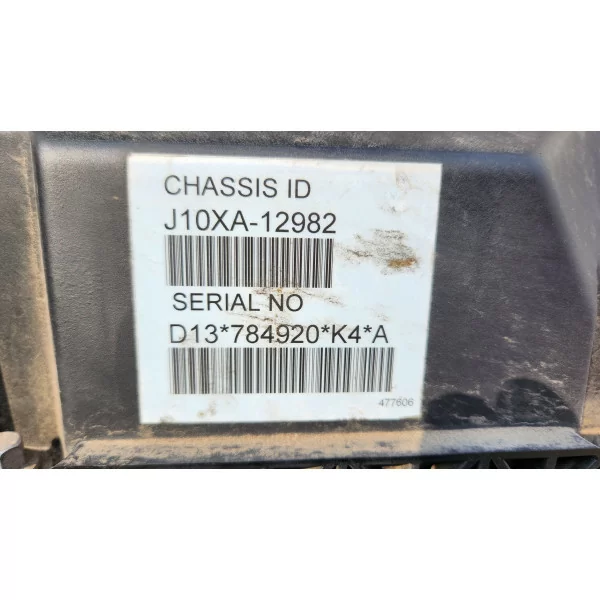 CHASSIS ID
J10XA-12982
SERIAL NO
D13*784920*K4*A
477606